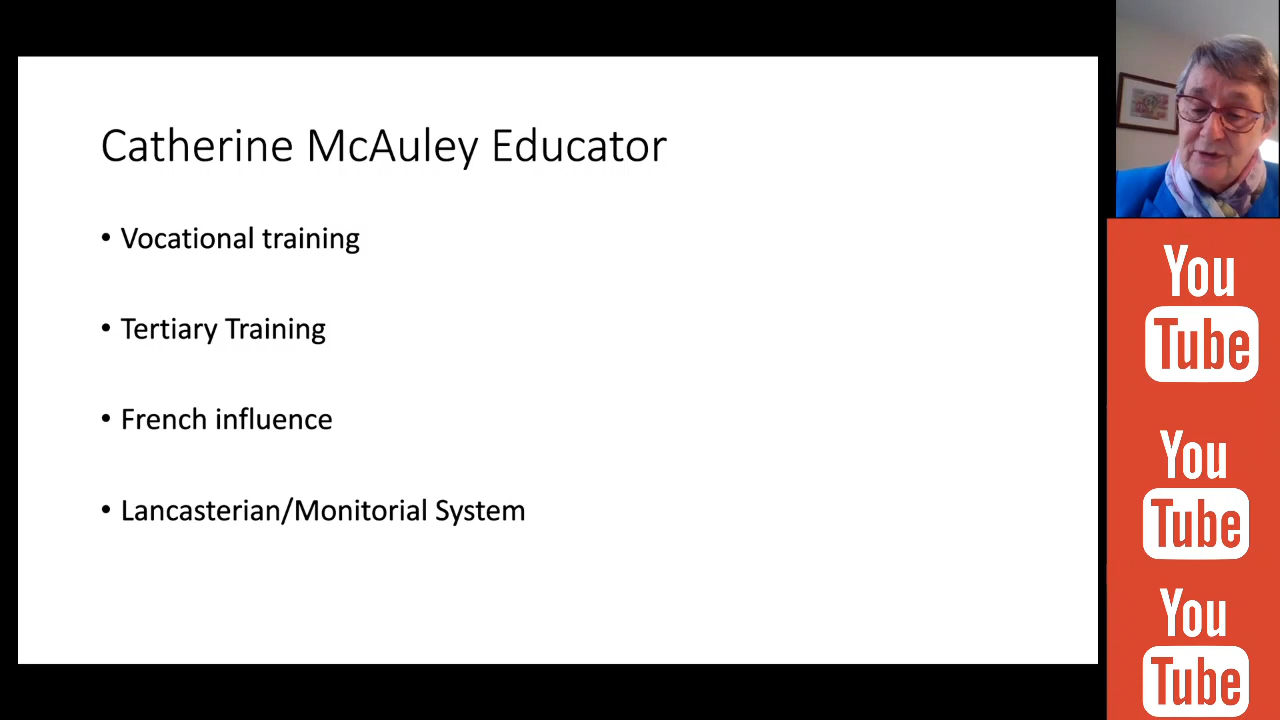 Catherine McAuley Educator
• Vocational training
• Tertiary Training
• French influence
• Lancasterian/Monitorial System
You
Tube
You
Tube
You
Tube